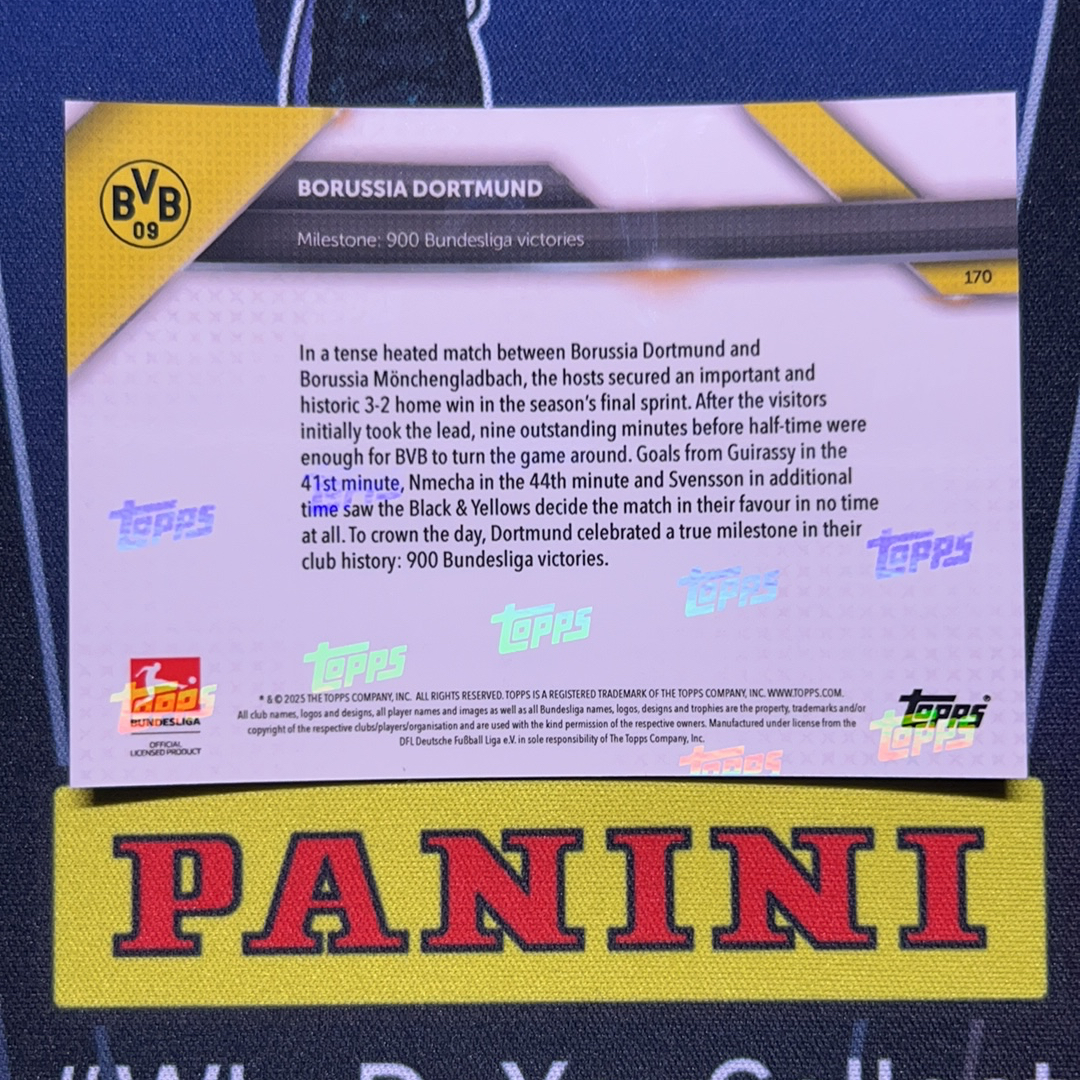 BVB
09
BORUSSIA DORTMUND
Milestone: 900 Bundesliga victories
170
In a tense heated match between Borussia Dortmund and
Borussia Mönchengladbach, the hosts secured an important and
historic 3-2 home win in the season's final sprint. After the visitors
initially took the lead, nine outstanding minutes before half-time were
enough for BVB to turn the game around. Goals from Guirassy in the
41st minute, Nmecha in the 44th minute and Svensson in additional
time saw the Black & Yellows decide the match in their favour in no time
at all. To crown the day, Dortmund celebrated a true milestone in their
club history: 900 Bundesliga victories.
Topps
Topps
Topps
Topps
Topps
BUNDESLIGA
OFFICIAL
LICENSED PRODUCT
* & © 2025 THE TOPPS COMPANY, INC. ALL RIGHTS RESERVED. TOPPS IS A REGISTERED TRADEMARK OF THE TOPPS COMPANY, INC. WWW.TOPPS.COM.
All club names, logos and designs, all player names and images as well as all Bundesliga names, logos, designs and trophies are the property, trademarks and/or
copyright of the respective clubs/players/organisation and are used with the kind permission of the respective owners. Manufactured under license from the
DFL Deutsche Fußball Liga e.V. in sole responsibility of The Topps Company, Inc.
Topps®
Topps
Topps
PANINI